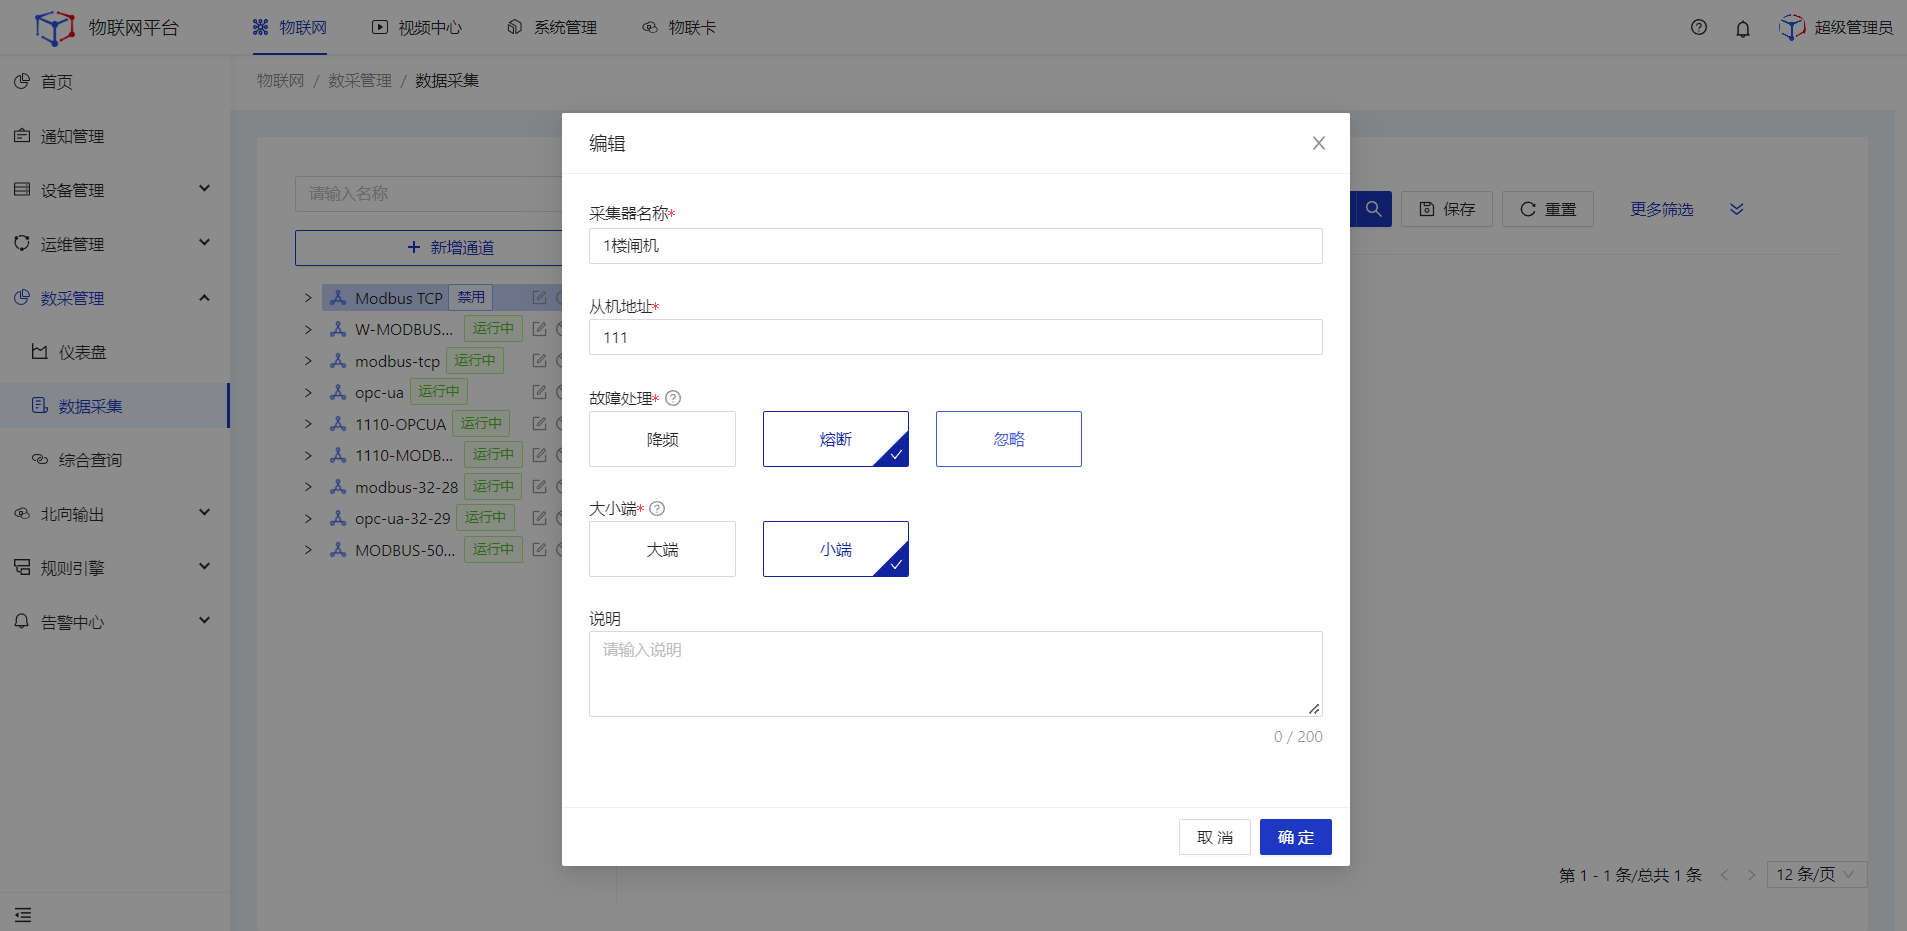 物联网平台
物联网
视频中心
系统管理
物联卡
超级管理员
首页
通知管理
设备管理
运维管理
数采管理
仪表盘
数据采集
综合查询
北向输出
规则引擎
告警中心
物联网 / 数采管理 / 数据采集
请输入名称
新增通道
Modbus TCP 禁用
W-MODBUS... 运行中
modbus-tcp 运行中
opc-ua 运行中
1110-OPCUA 运行中
1110-MODB... 运行中
modbus-32-28 运行中
opc-ua-32-29 运行中
MODBUS-50... 运行中
保存
重置
更多筛选
编辑
采集器名称*
1楼闸机
从机地址*
111
故障处理*
降频
熔断
忽略
大小端*
大端
小端
说明
请输入说明
0 / 200
取 消
确 定
第 1 - 1 条/总共 1 条
12 条/页